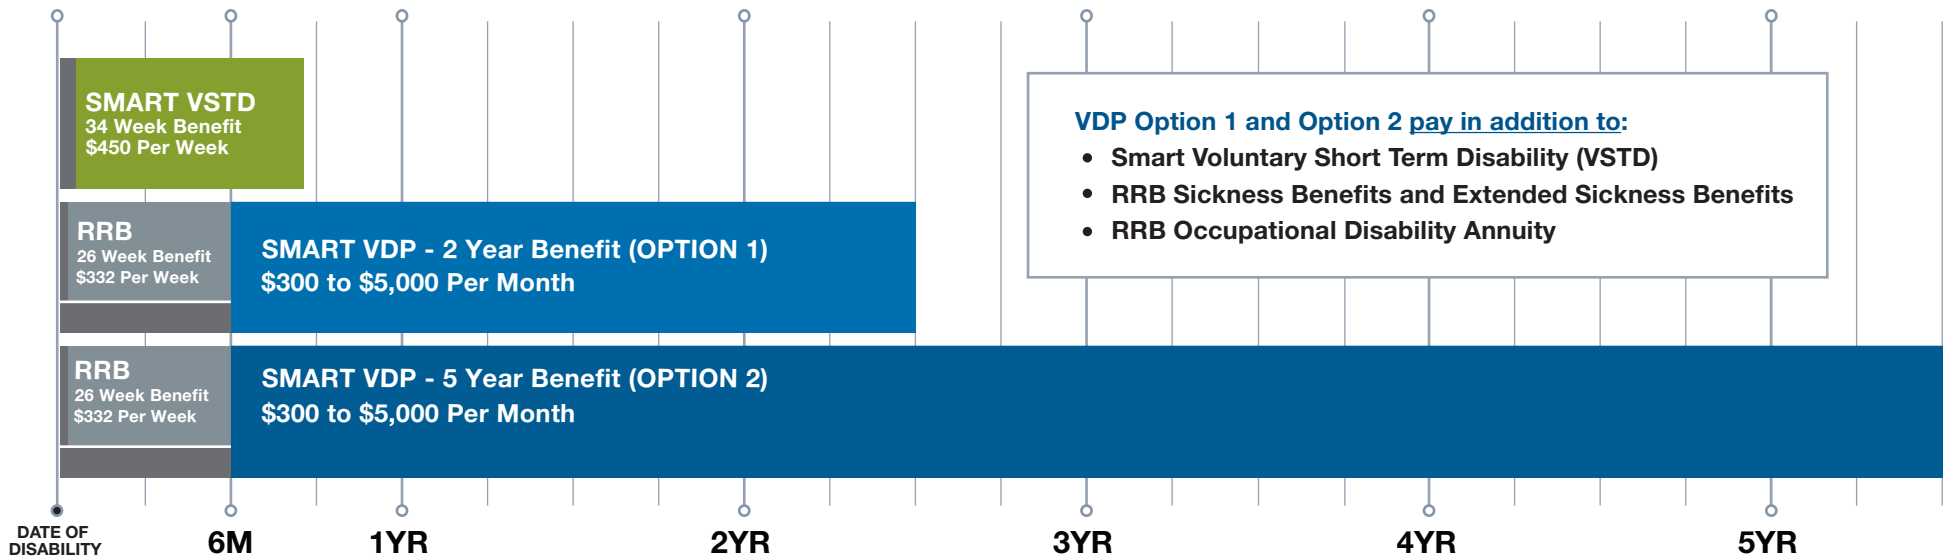 SMART VSTD
34 Week Benefit
$450 Per Week
VDP Option 1 and Option 2 pay in addition to:
• Smart Voluntary Short Term Disability (VSTD)
• RRB Sickness Benefits and Extended Sickness Benefits
• RRB Occupational Disability Annuity
RRB
26 Week Benefit
$332 Per Week
SMART VDP - 2 Year Benefit (OPTION 1)
$300 to $5,000 Per Month
RRB
26 Week Benefit
$332 Per Week
SMART VDP - 5 Year Benefit (OPTION 2)
$300 to $5,000 Per Month
DATE OF
DISABILITY
6M
1YR
2YR
3YR
4YR
5YR